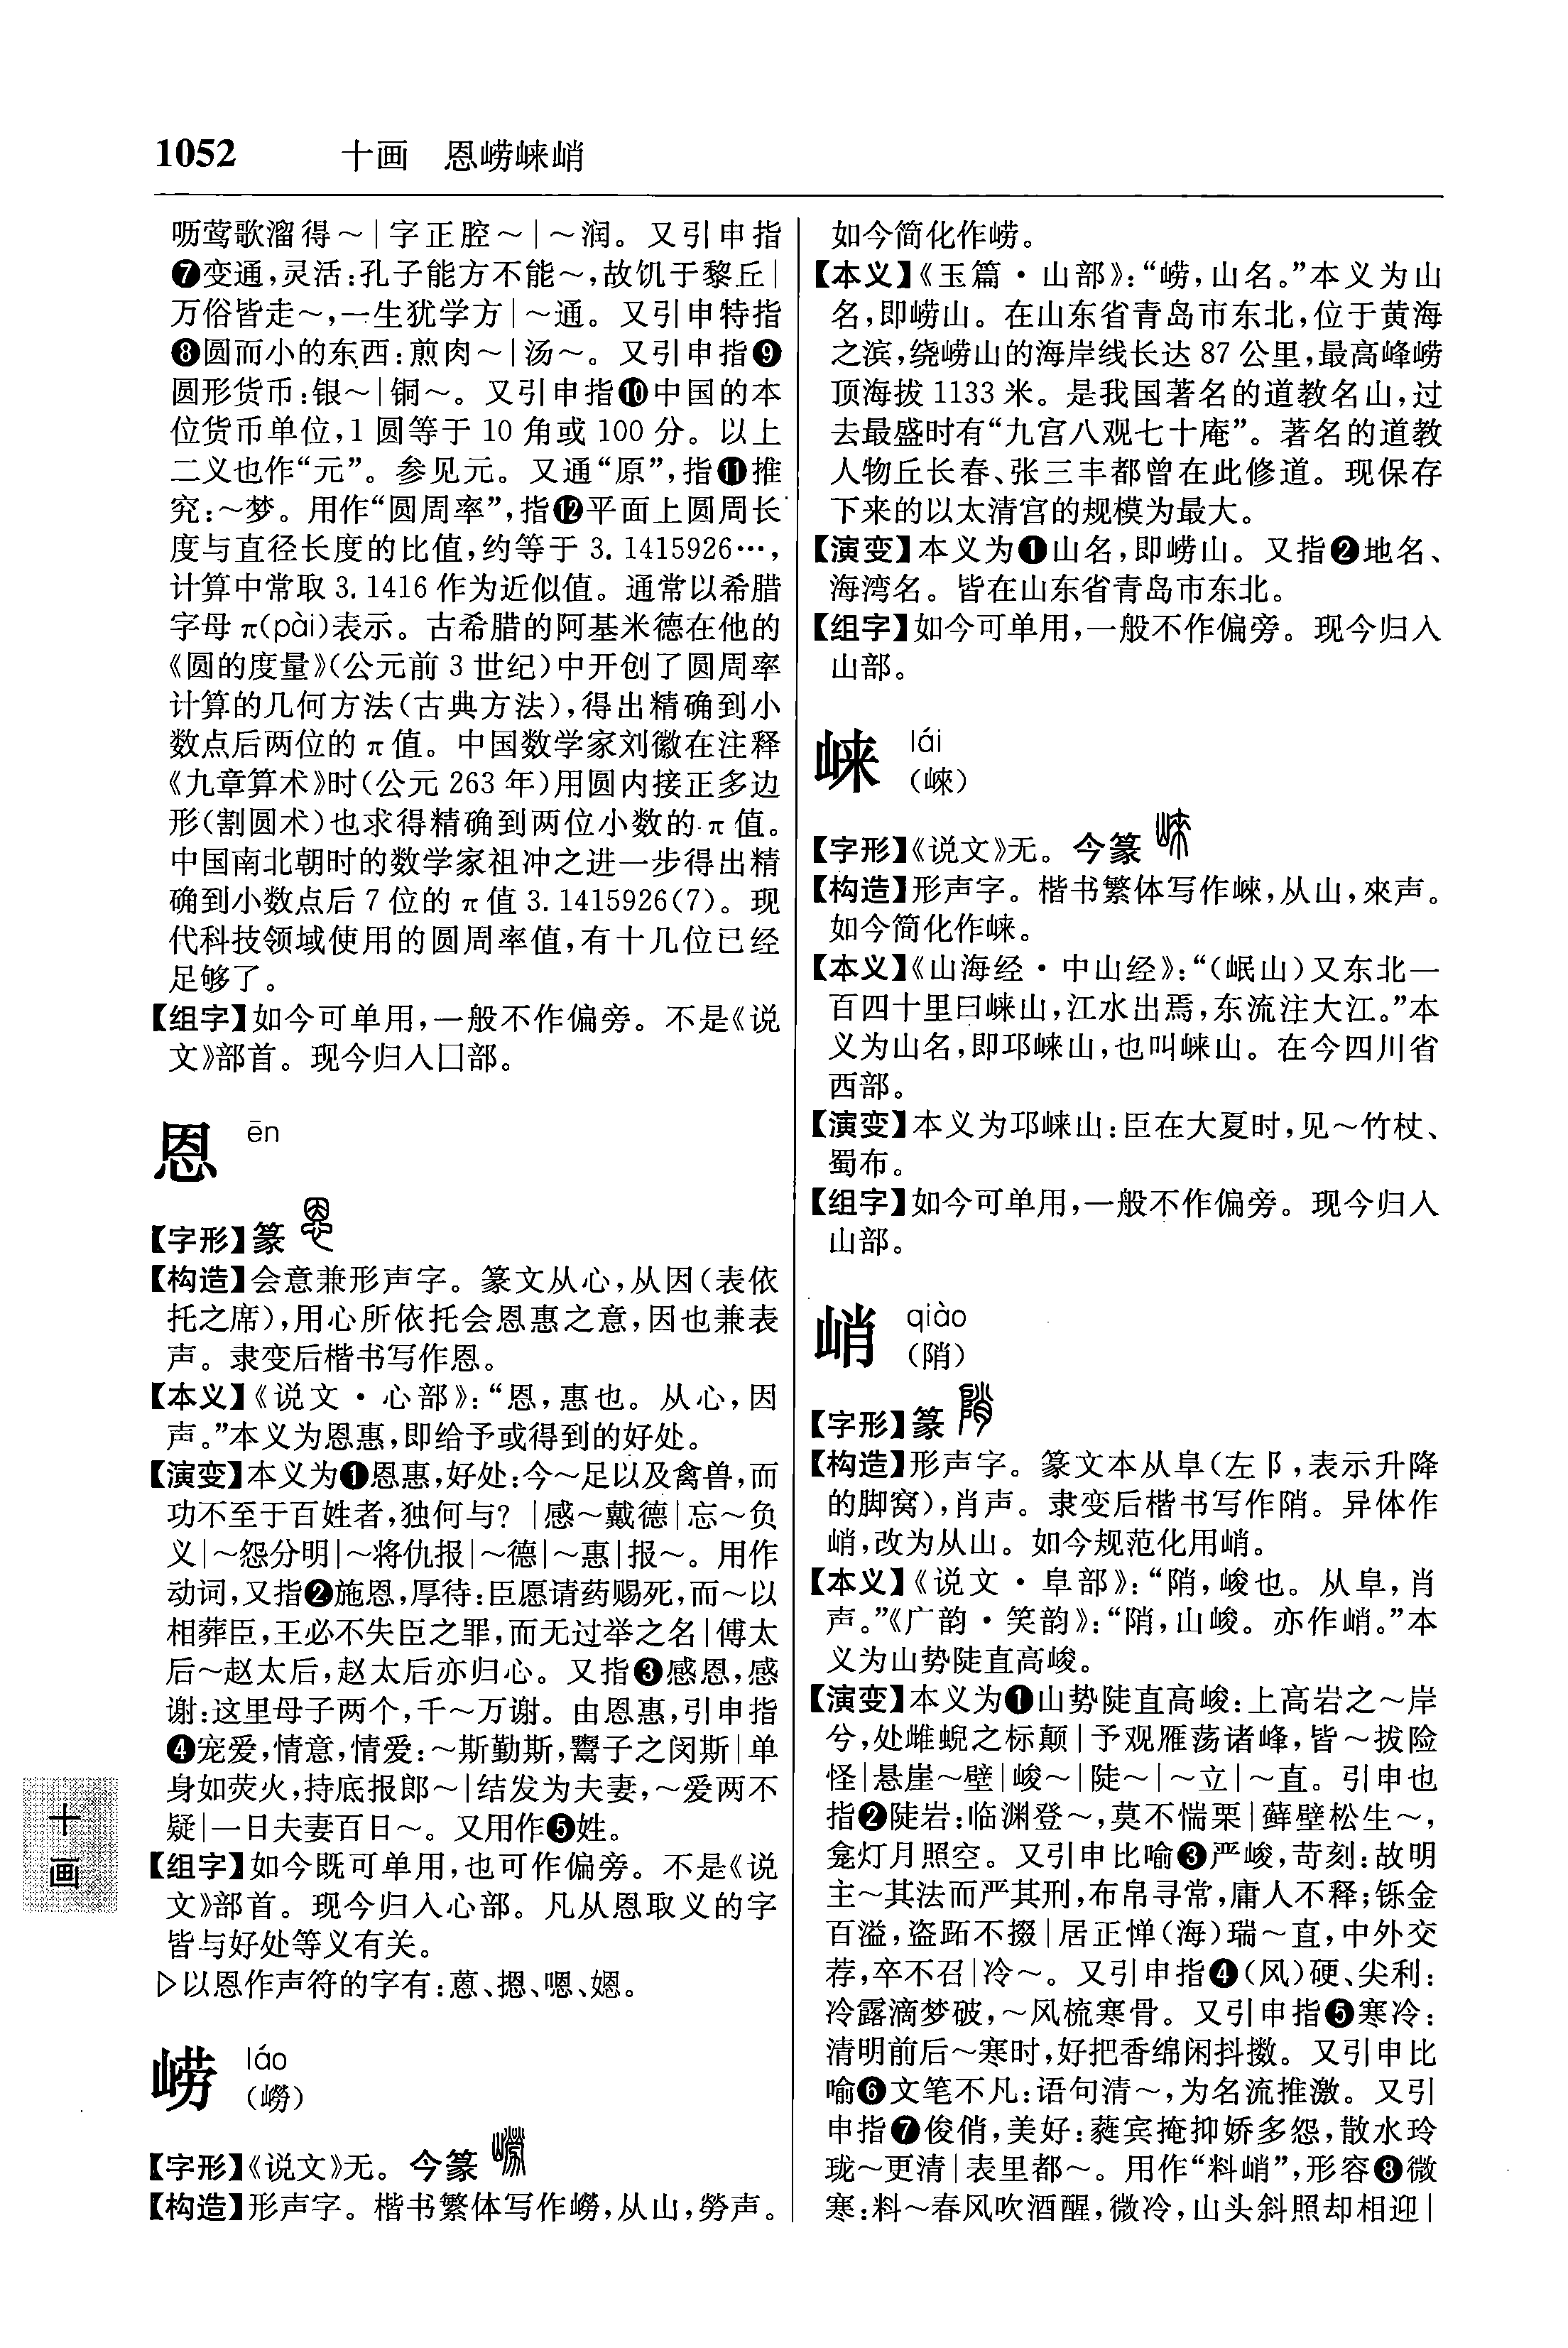 1052 十画 恩崂崃峭
呖莺歌溜得～|字正腔～|～润。又引申指
❼变通,灵活:孔子能方不能～,故饥于黎丘|
万俗皆走～,一生犹学方|～通。又引申特指
❽圆而小的东西:煎肉～|汤～。又引申指❾
圆形货币:银～|铜～。又引申指❿中国的本
位货币单位,1圆等于10角或100分。以上
二义也作“元”。参见元。又通“原”,指⓫推
究:～梦。用作“圆周率”,指⓬平面上圆周长
度与直径长度的比值,约等于3.1415926…,
计算中常取3.1416作为近似值。通常以希腊
字母π(pài)表示。古希腊的阿基米德在他的
《圆的度量》(公元前3世纪)中开创了圆周率
计算的几何方法(古典方法),得出精确到小
数点后两位的π值。中国数学家刘徽在注释
《九章算术》时(公元263年)用圆内接正多边
形(割圆术)也求得精确到两位小数的π值。
中国南北朝时的数学家祖冲之进一步得出精
确到小数点后7位的π值3.1415926(7)。现
代科技领域使用的圆周率值,有十几位已经
足够了。
【组字】如今可单用,一般不作偏旁。不是《说
文》部首。现今归入囗部。
恩 ēn
【字形】篆
【构造】会意兼形声字。篆文从心,从因(表依
托之席),用心所依托会恩惠之意,因也兼表
声。隶变后楷书写作恩。
【本义】《说文·心部》:“恩,惠也。从心,因
声。”本义为恩惠,即给予或得到的好处。
【演变】本义为❶恩惠,好处:今～足以及禽兽,而
功不至于百姓者,独何与?|感～戴德|忘～负
义|～怨分明|～将仇报|～德|～惠|报～。用作
动词,又指❷施恩,厚待:臣愿请药赐死,而～以
相葬臣,王必不失臣之罪,而无过举之名|傅太
后～赵太后,赵太后亦归心。又指❸感恩,感
谢:这里母子两个,千～万谢。由恩惠,引申指
❹宠爱,情意,情爱:～斯勤斯,鬻子之闵斯|单
身如荧火,持底报郎～|结发为夫妻,～爱两不
疑|一日夫妻百日～。又用作❺姓。
【组字】如今既可单用,也可作偏旁。不是《说
文》部首。现今归入心部。凡从恩取义的字
皆与好处等义有关。
▷以恩作声符的字有:蒽、摁、嗯、嬷。
崂 láo
(嶗)
【字形】《说文》无。今篆
【构造】形声字。楷书繁体写作嶗,从山,勞声。
如今简化作崂。
【本义】《玉篇·山部》:“崂,山名。”本义为山
名,即崂山。在山东省青岛市东北,位于黄海
之滨,绕崂山的海岸线长达87公里,最高峰崂
顶海拔1133米。是我国著名的道教名山,过
去最盛时有“九宫八观七十庵”。著名的道教
人物丘长春、张三丰都曾在此修道。现保存
下来的以太清宫的规模为最大。
【演变】本义为❶山名,即崂山。又指❷地名、
海湾名。皆在山东省青岛市东北。
【组字】如今可单用,一般不作偏旁。现今归入
山部。
崃 lái
(崍)
【字形】《说文》无。今篆
【构造】形声字。楷书繁体写作崍,从山,來声。
如今简化作崃。
【本义】《山海经·中山经》:“(岷山)又东北一
百四十里曰崃山,江水出焉,东流注大江。”本
义为山名,即邛崃山,也叫崃山。在今四川省
西部。
【演变】本义为邛崃山:臣在大夏时,见～竹杖、
蜀布。
【组字】如今可单用,一般不作偏旁。现今归入
山部。
峭 qiào
(陗)
【字形】篆
【构造】形声字。篆文本从阜(左阝,表示升降
的脚窝),肖声。隶变后楷书写作陗。异体作
峭,改为从山。如今规范化用峭。
【本义】《说文·阜部》:“陗,峻也。从阜,肖
声。”《广韵·笑韵》:“陗,山峻。亦作峭。”本
义为山势陡直高峻。
【演变】本义为❶山势陡直高峻:上高岩之～岸
兮,处雌蜺之标颠|予观雁荡诸峰,皆～拔险
怪|悬崖～壁|峻～|陡～|～立|～直。引申也
指❷陡岩:临渊登～,莫不惴栗|藓壁松生～,
龛灯月照空。又引申比喻❸严峻,苛刻:故明
主～其法而严其刑,布帛寻常,庸人不释;铄金
百溢,盗跖不掇|居正惮(海)瑞～直,中外交
荐,卒不召|冷～。又引申指❹(风)硬、尖利:
冷露滴梦破,～风梳寒骨。又引申指❺寒冷:
清明前后～寒时,好把香绵闲抖擞。又引申比
喻❻文笔不凡:语句清～,为名流推激。又引
申指❼俊俏,美好:蕤宾掩抑娇多怨,散水玲
珑～更清|表里都～。用作“料峭”,形容❽微
寒:料～春风吹酒醒,微冷,山头斜照却相迎|
十画